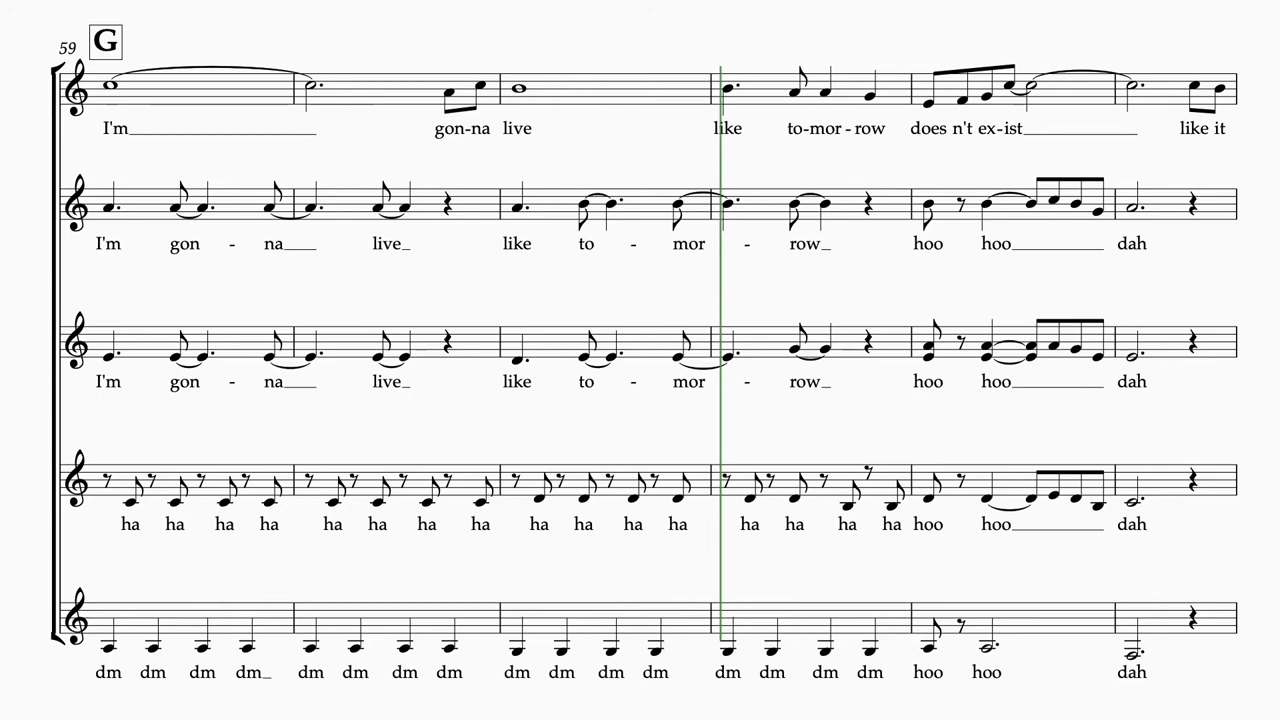 59 G
I'm gon-na live like to-mor-row does n't ex-ist like it
I'm gon - na live like to - mor - row hoo hoo dah
I'm gon - na live like to - mor - row hoo hoo dah
ha ha ha ha ha ha ha ha ha ha ha ha ha ha ha ha hoo hoo dah
dm dm dm dm dm dm dm dm dm dm dm dm dm dm dm dm hoo hoo dah